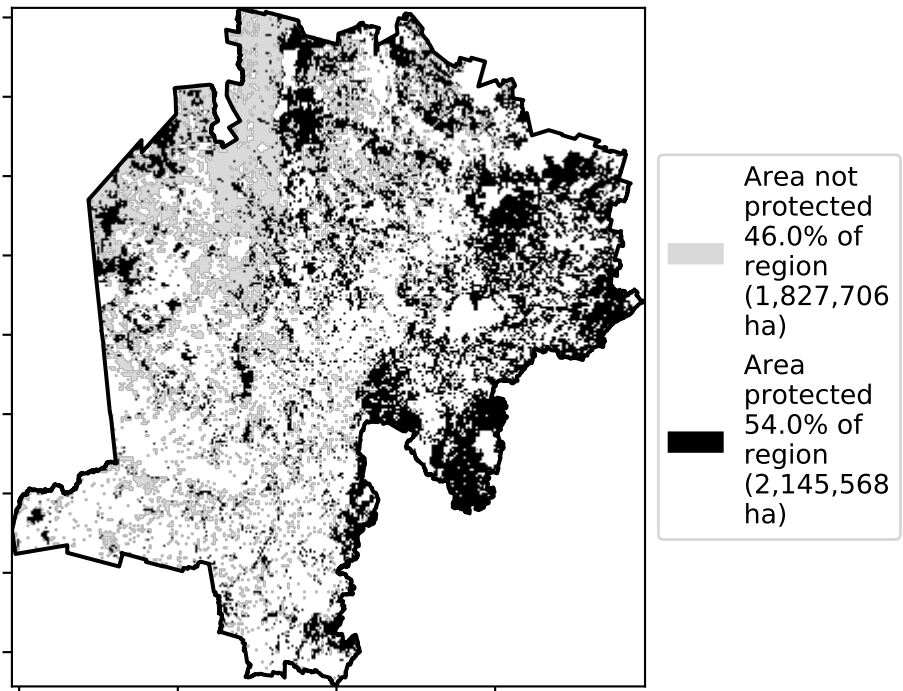 Area not
protected
46.0% of
region
(1,827,706
ha)
Area
protected
54.0% of
region
(2,145,568
ha)